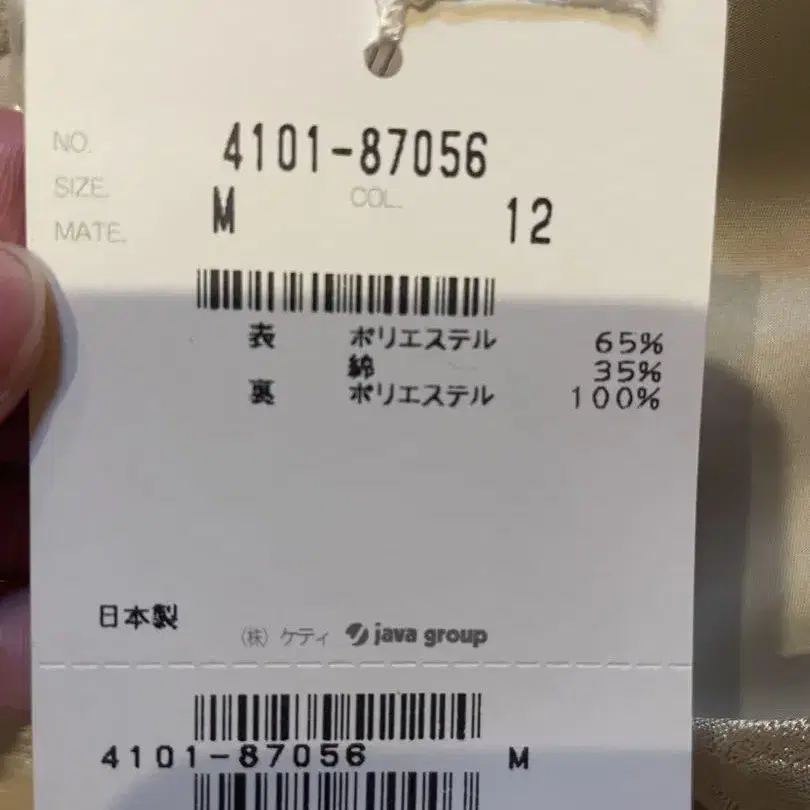 NO. 4101-87056
SIZE. M COL. 12
MATE.
表 ポリエステル 65%
綿 35%
裏 ポリエステル 100%
日本製
(株) ケティ java group
4101-87056 M